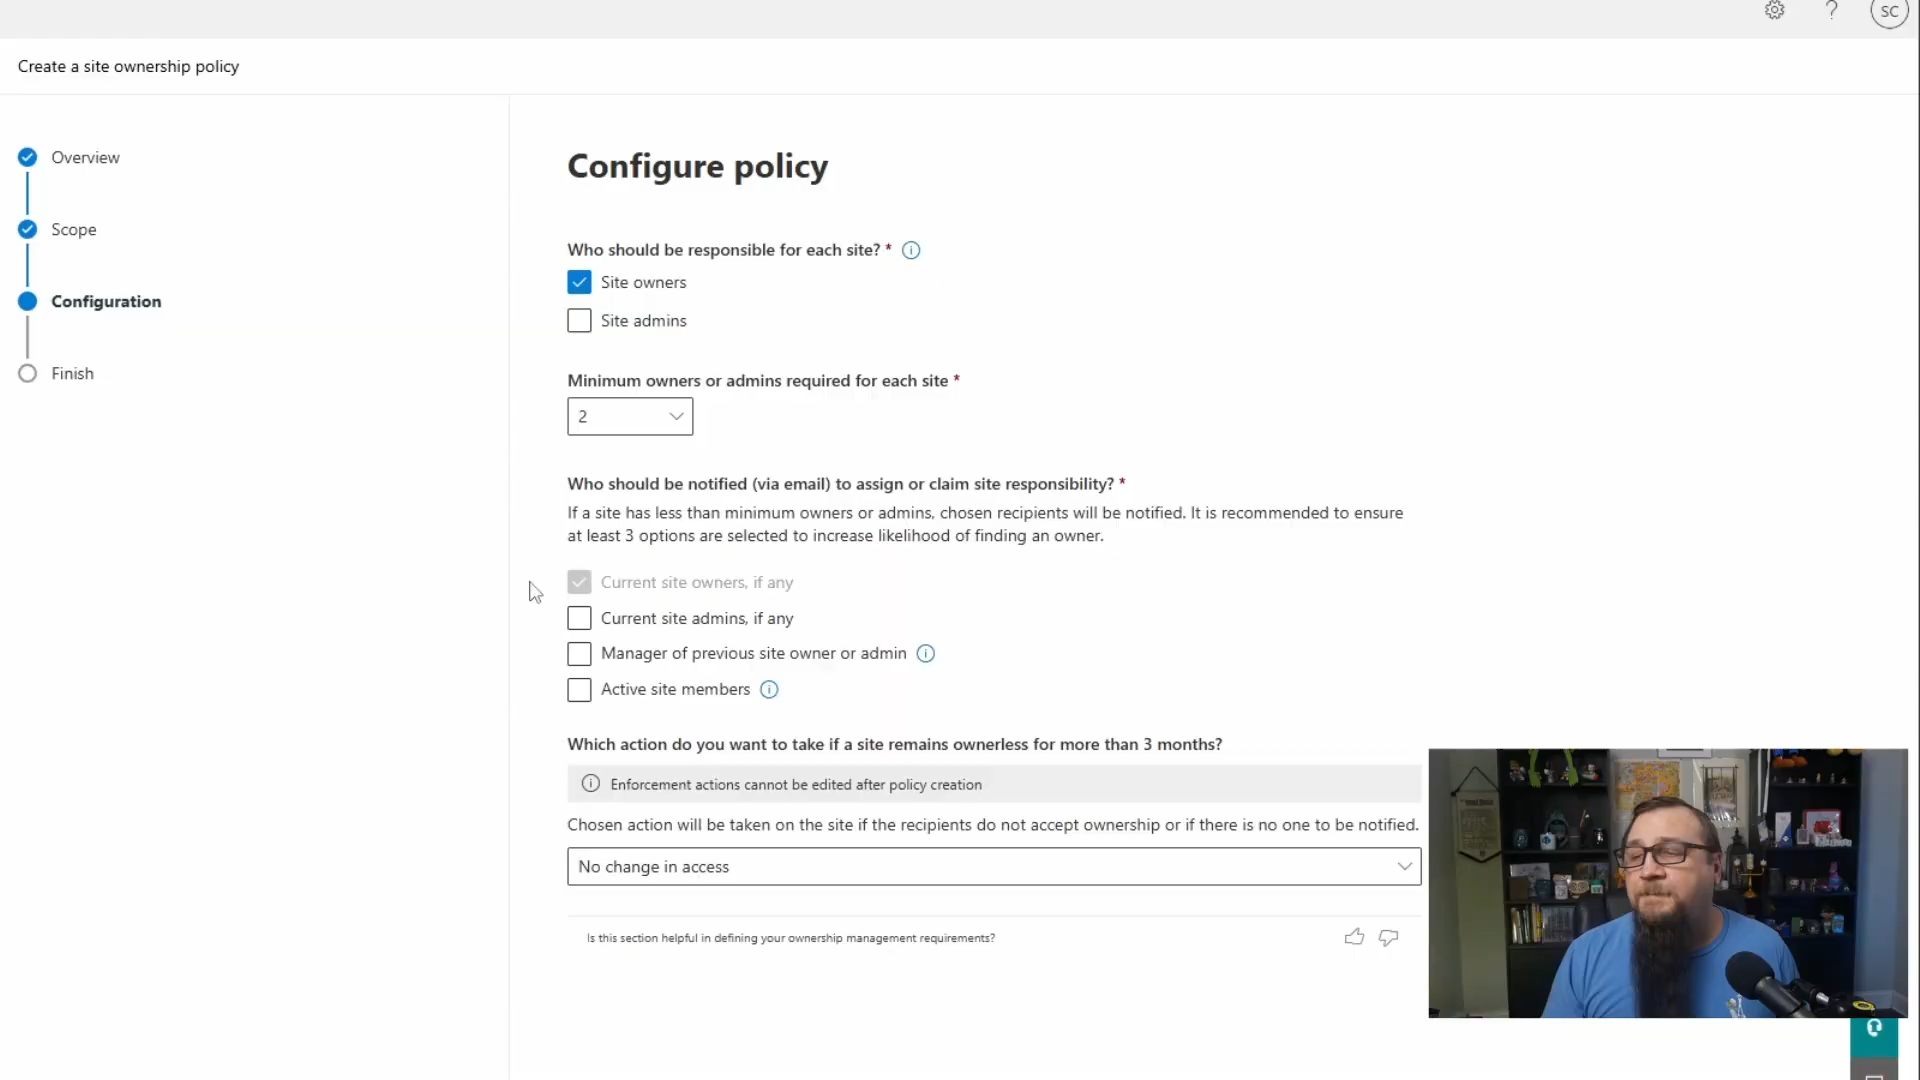 SC
Create a site ownership policy
Overview
Scope
Configuration
Finish
Configure policy
Who should be responsible for each site? *
Site owners
Site admins
Minimum owners or admins required for each site *
2
Who should be notified (via email) to assign or claim site responsibility? *
If a site has less than minimum owners or admins, chosen recipients will be notified. It is recommended to ensure
at least 3 options are selected to increase likelihood of finding an owner.
Current site owners, if any
Current site admins, if any
Manager of previous site owner or admin
Active site members
Which action do you want to take if a site remains ownerless for more than 3 months?
Enforcement actions cannot be edited after policy creation
Chosen action will be taken on the site if the recipients do not accept ownership or if there is no one to be notified.
No change in access
Is this section helpful in defining your ownership management requirements?